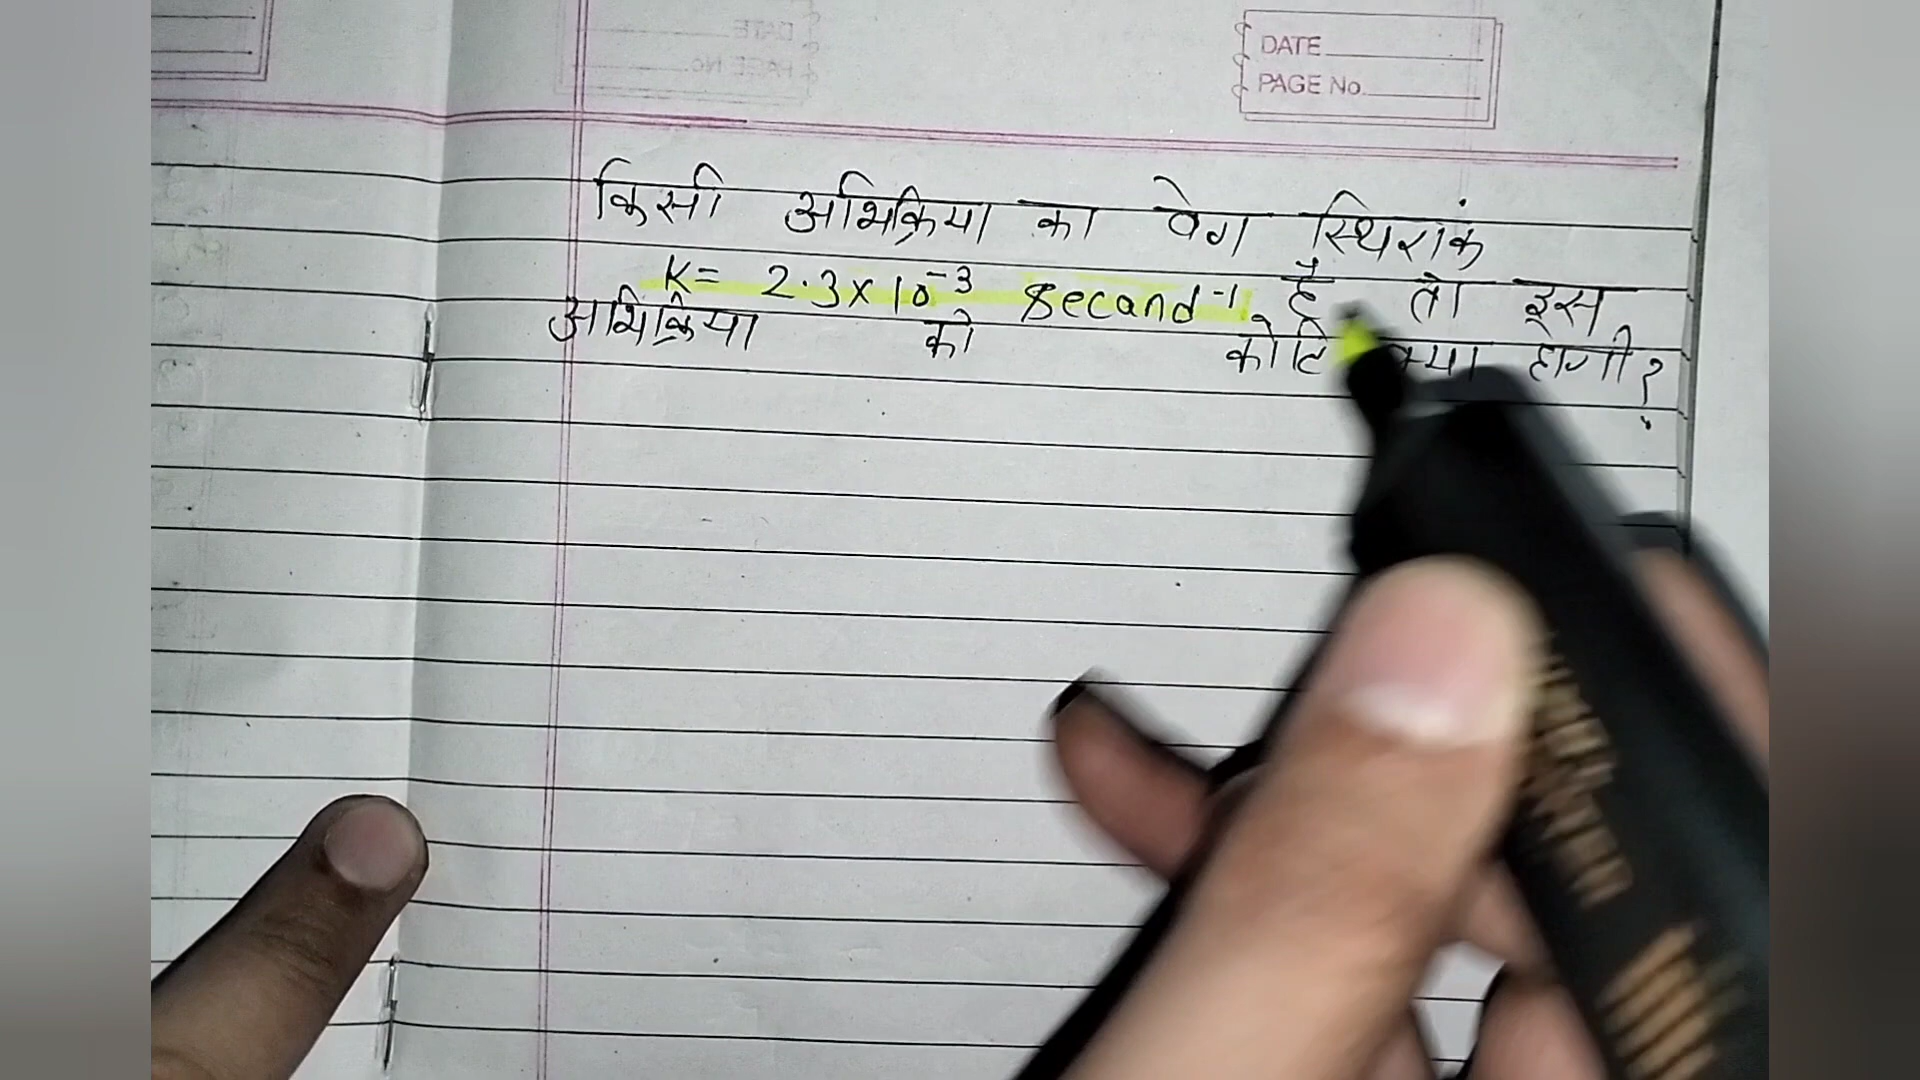 DATE
PAGE No.
किसी अभिक्रिया का वेग स्थिरांक
K= 2.3×10⁻³ second⁻¹ है तो इस
अभिक्रिया की कोटि क्या होगी?